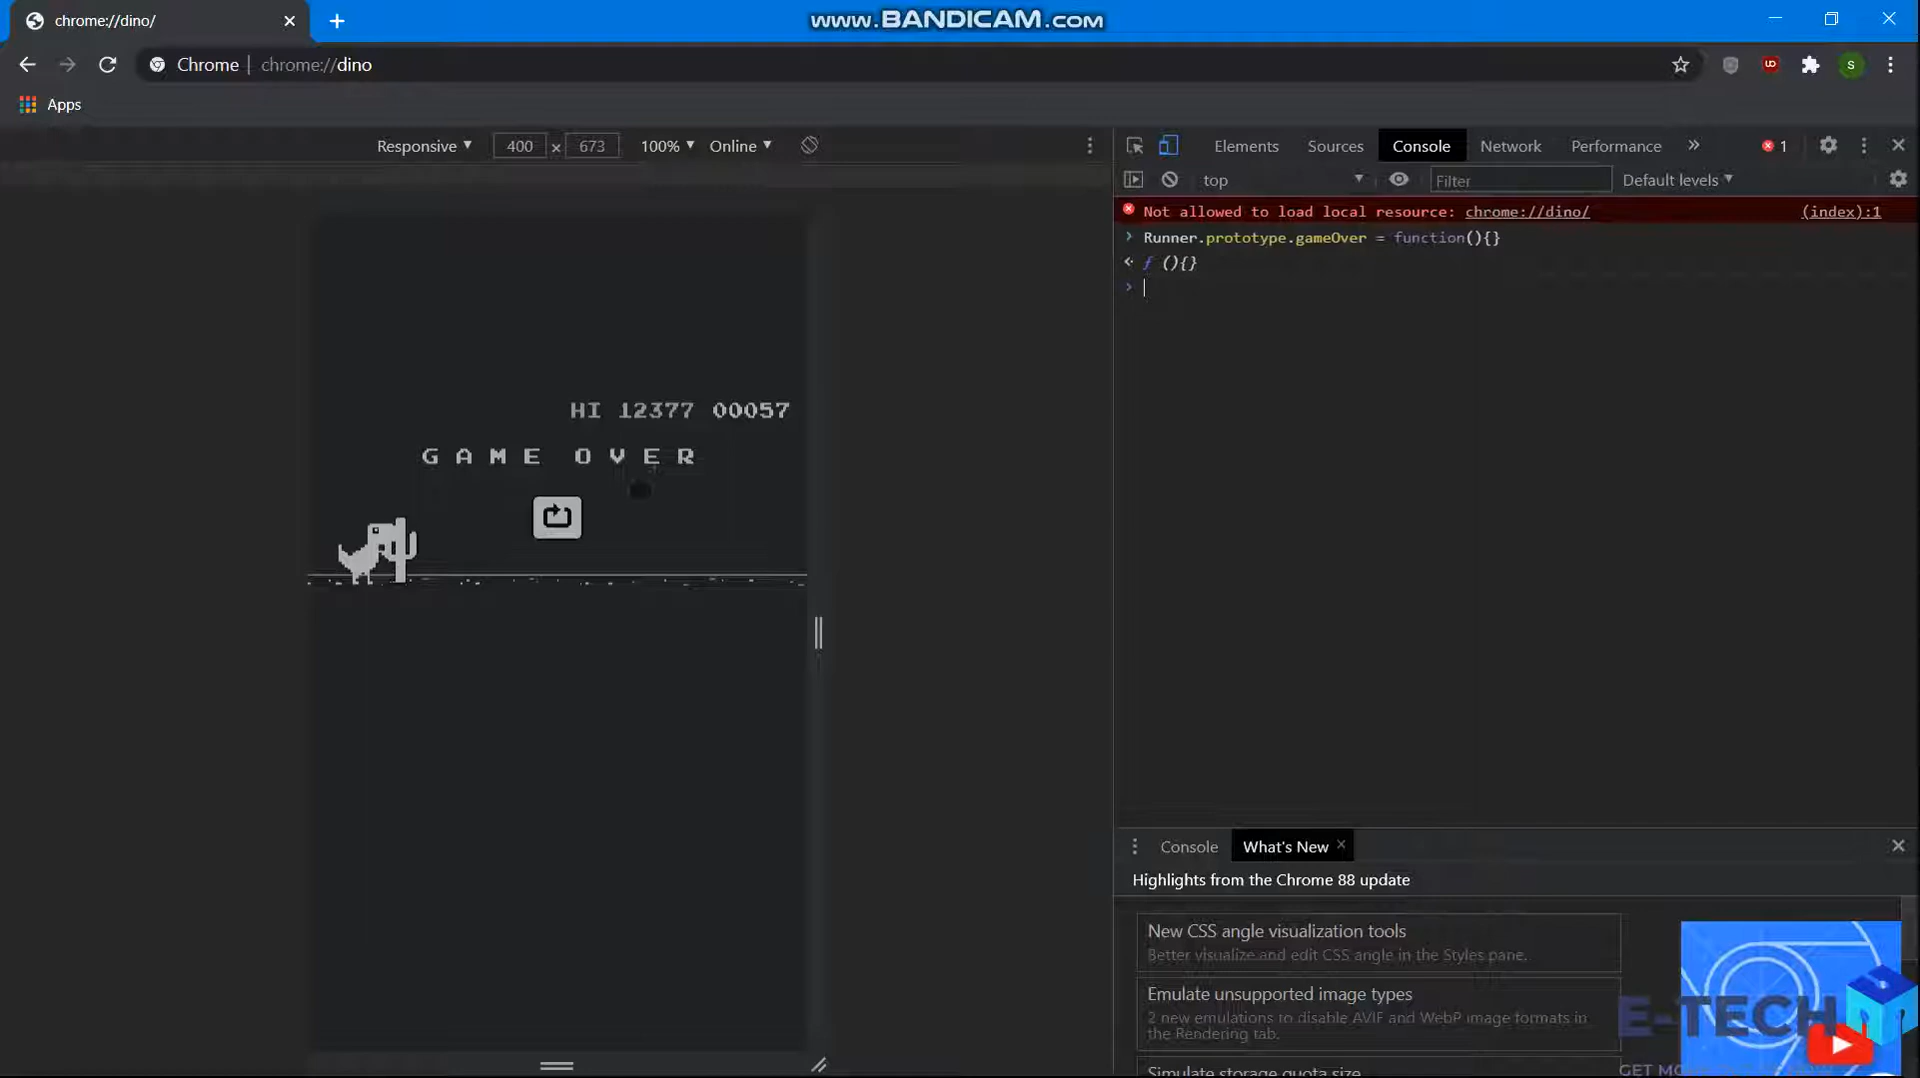 chrome://dino/
www.BANDICAM.com
Chrome | chrome://dino
S
Apps
Responsive 400 × 673 100% Online
Elements Sources Console Network Performance » 1
top Filter Default levels
Not allowed to load local resource: chrome://dino/ (index):1
Runner.prototype.gameOver = function(){}
ƒ (){}
HI 12377 00057
GAME OVER
Console What's New
Highlights from the Chrome 88 update
New CSS angle visualization tools
Better visualize and edit CSS angle in the Styles pane.
Emulate unsupported image types
2 new emulations to disable AVIF and WebP image formats in
the Rendering tab.
Simulate storage quota size
E-TECH